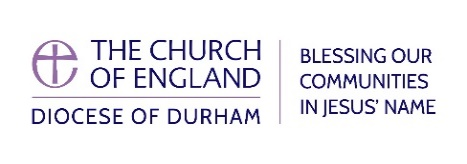 THE CHURCH
OF ENGLAND
DIOCESE OF DURHAM
BLESSING OUR
COMMUNITIES
IN JESUS' NAME